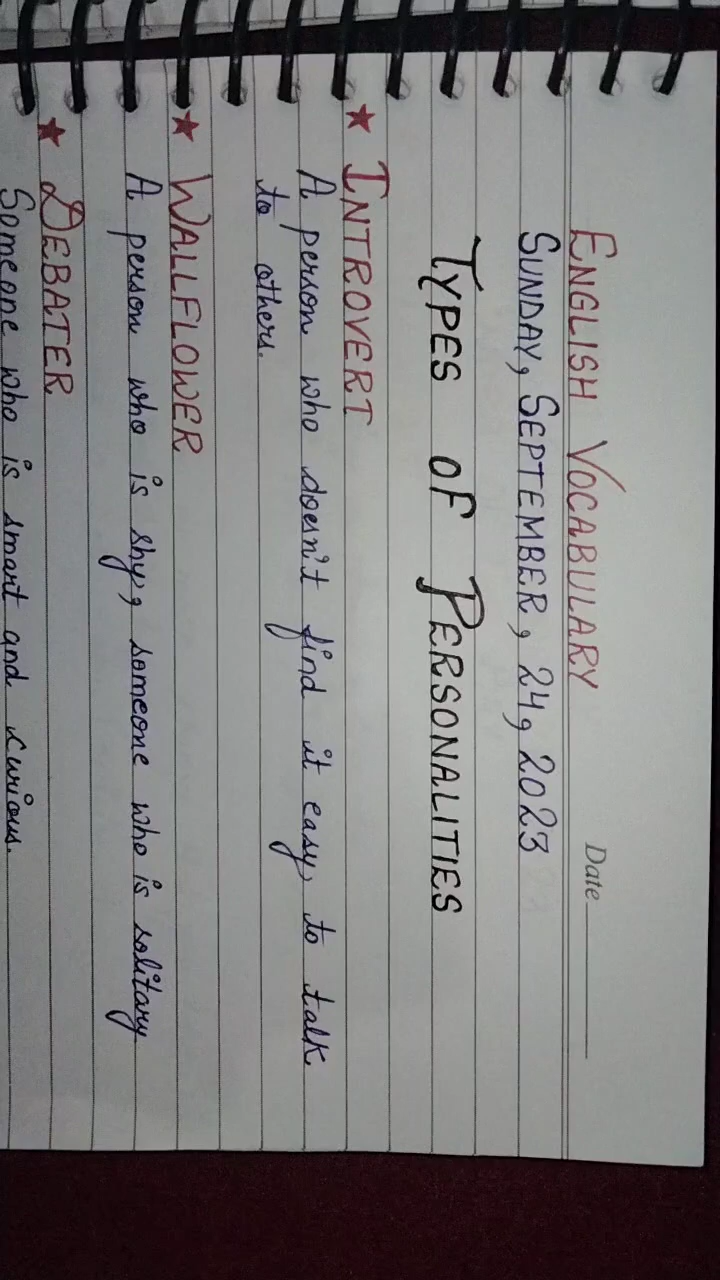 Date
ENGLISH VOCABULARY
SUNDAY, SEPTEMBER, 24, 2023
TYPES OF PERSONALITIES
★ INTROVERT
A person who doesn't find it easy, to talk
to others.
★ WALLFLOWER
A person who is shy, someone who is solitary
★ DEBATER
Someone who is smart and curious.